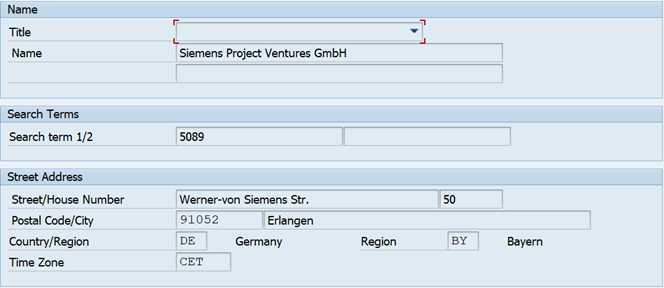 Name
Title
Name Siemens Project Ventures GmbH
Search Terms
Search term 1/2 5089
Street Address
Street/House Number Werner-von Siemens Str. 50
Postal Code/City 91052 Erlangen
Country/Region DE Germany Region BY Bayern
Time Zone CET